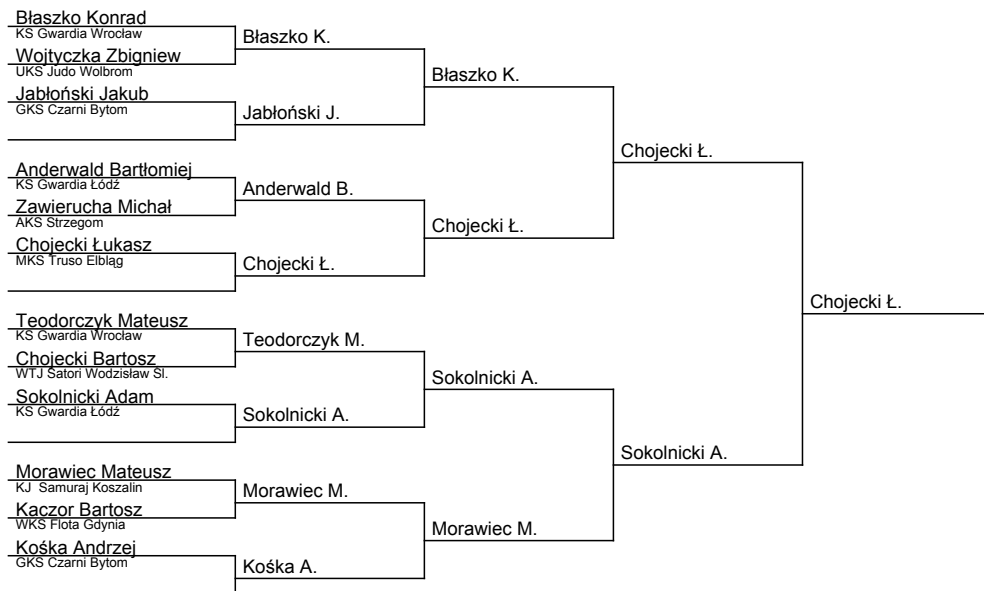 Błaszko Konrad
KS Gwardia Wrocław
Wojtyczka Zbigniew
UKS Judo Wolbrom
Jabłoński Jakub
GKS Czarni Bytom
Anderwald Bartłomiej
KS Gwardia Łódź
Zawierucha Michał
AKS Strzegom
Chojecki Łukasz
MKS Truso Elbląg
Teodorczyk Mateusz
KS Gwardia Wrocław
Chojecki Bartosz
WTJ Satori Wodzisław Śl.
Sokolnicki Adam
KS Gwardia Łódź
Morawiec Mateusz
KJ Samuraj Koszalin
Kaczor Bartosz
WKS Flota Gdynia
Kośka Andrzej
GKS Czarni Bytom
Błaszko K.
Jabłoński J.
Anderwald B.
Chojecki Ł.
Teodorczyk M.
Sokolnicki A.
Morawiec M.
Kośka A.
Błaszko K.
Chojecki Ł.
Sokolnicki A.
Morawiec M.
Chojecki Ł.
Sokolnicki A.
Chojecki Ł.